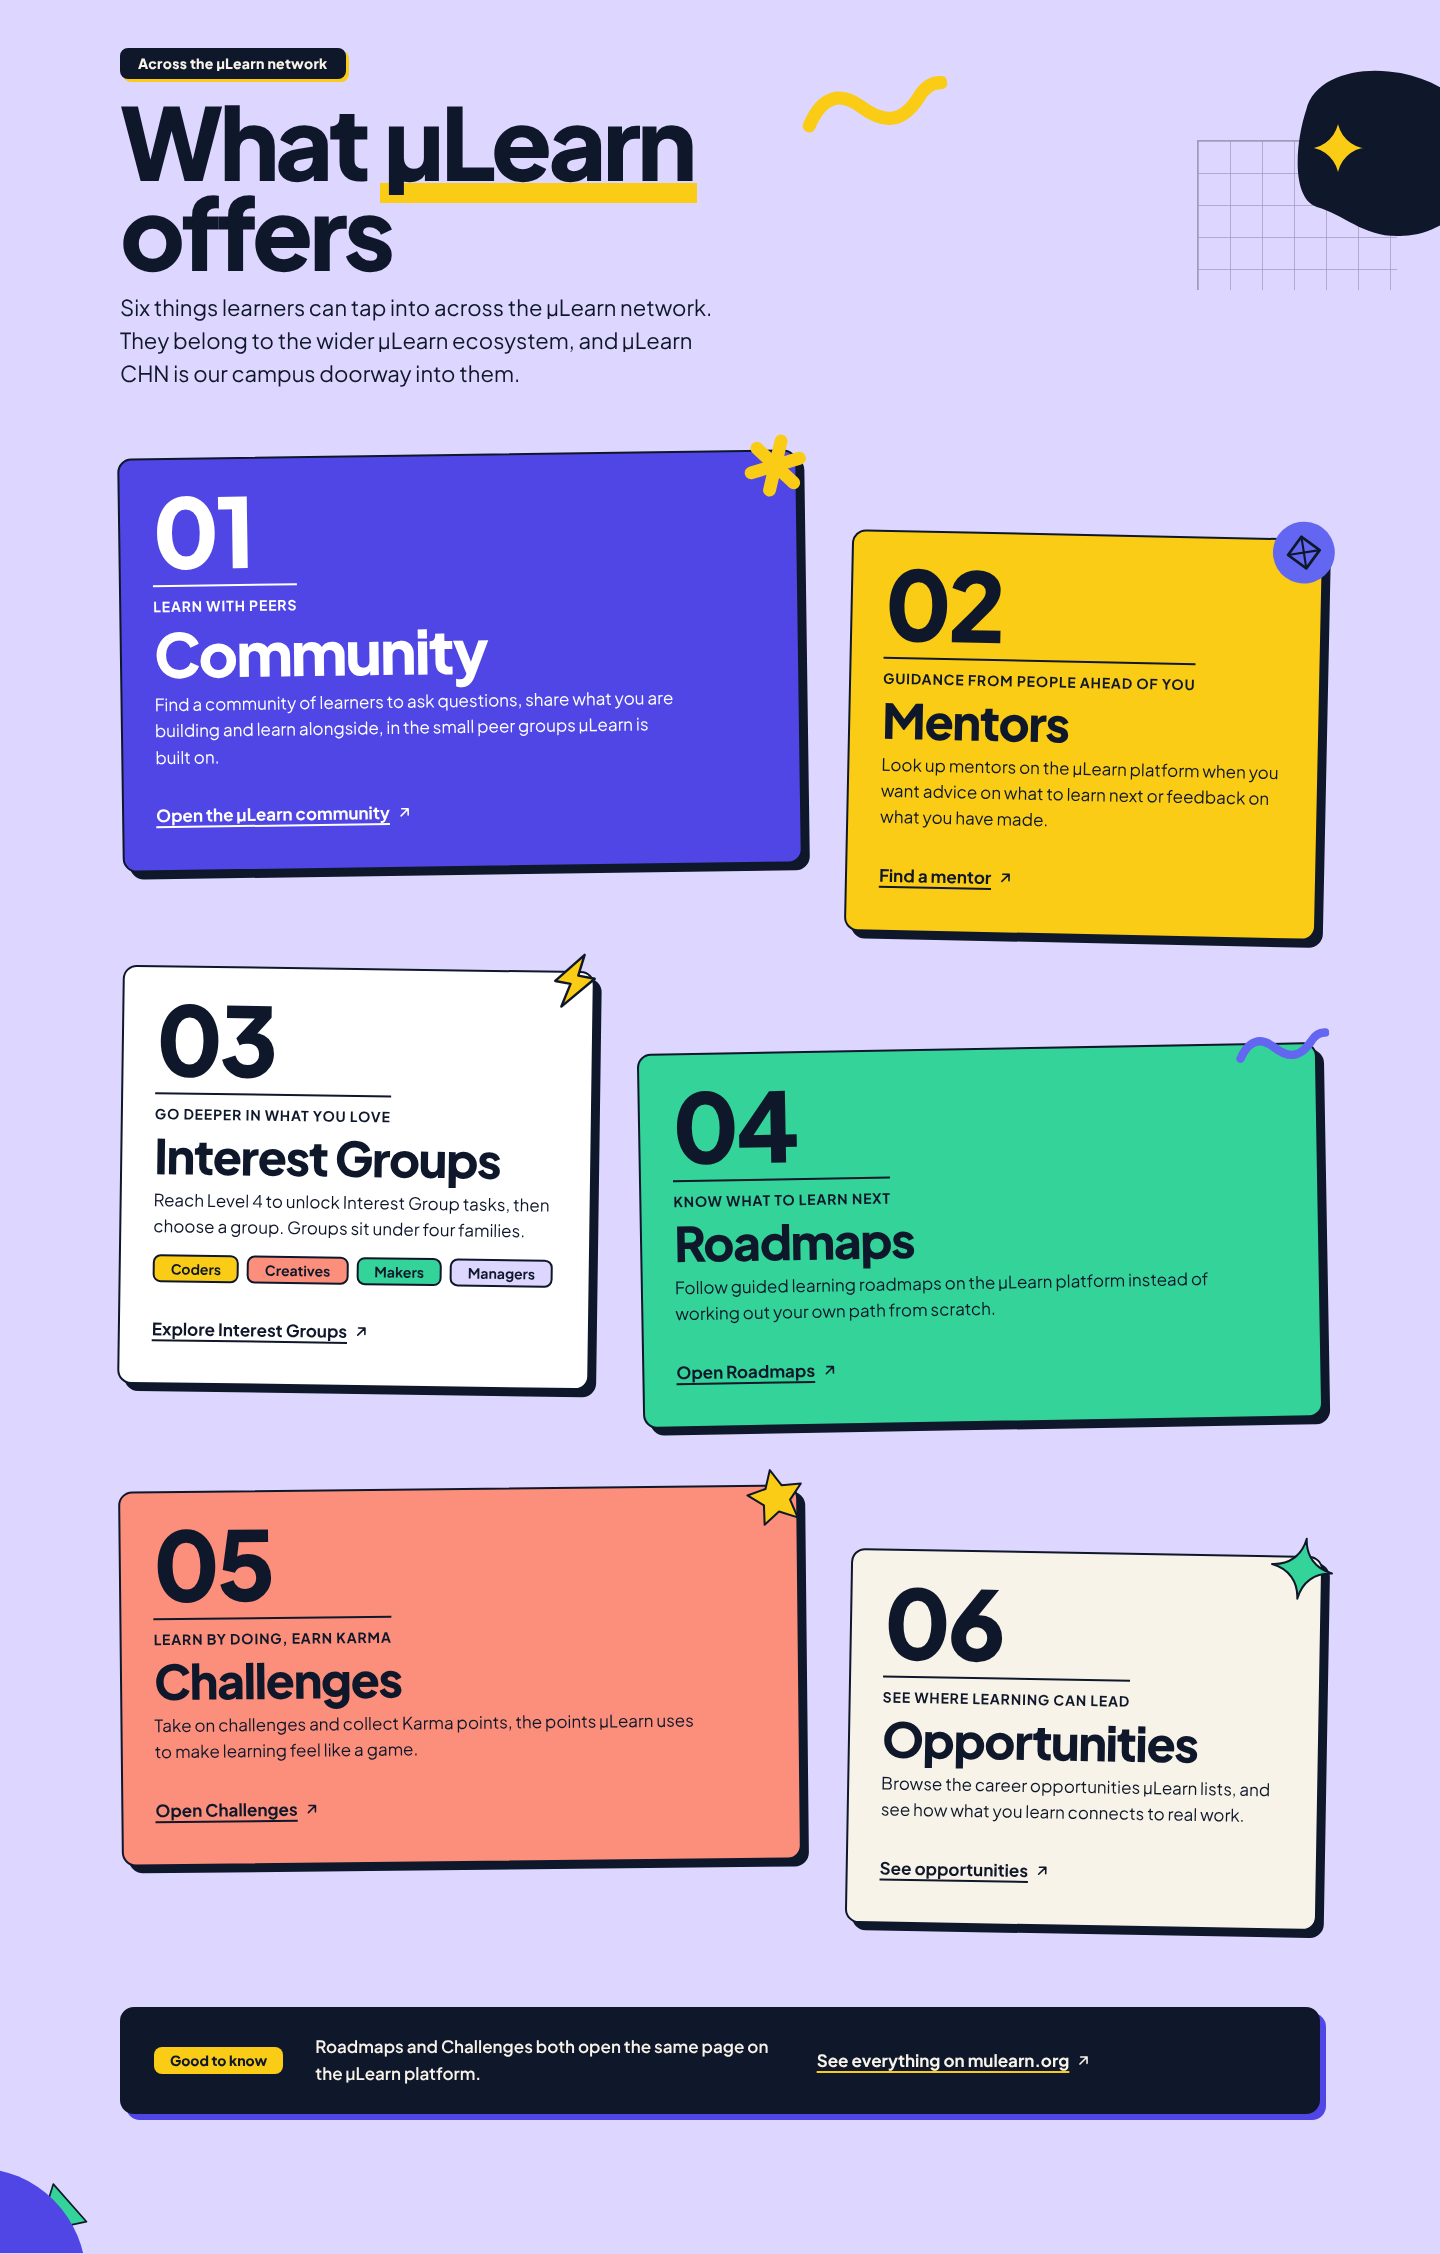 Across the µLearn network
What µLearn
offers
Six things learners can tap into across the µLearn network.
They belong to the wider µLearn ecosystem, and µLearn
CHN is our campus doorway into them.
01
LEARN WITH PEERS
Community
Find a community of learners to ask questions, share what you are
building and learn alongside, in the small peer groups µLearn is
built on.
Open the µLearn community ↗
02
GUIDANCE FROM PEOPLE AHEAD OF YOU
Mentors
Look up mentors on the µLearn platform when you
want advice on what to learn next or feedback on
what you have made.
Find a mentor ↗
03
GO DEEPER IN WHAT YOU LOVE
Interest Groups
Reach Level 4 to unlock Interest Group tasks, then
choose a group. Groups sit under four families.
Coders Creatives Makers Managers
Explore Interest Groups ↗
04
KNOW WHAT TO LEARN NEXT
Roadmaps
Follow guided learning roadmaps on the µLearn platform instead of
working out your own path from scratch.
Open Roadmaps ↗
05
LEARN BY DOING, EARN KARMA
Challenges
Take on challenges and collect Karma points, the points µLearn uses
to make learning feel like a game.
Open Challenges ↗
06
SEE WHERE LEARNING CAN LEAD
Opportunities
Browse the career opportunities µLearn lists, and
see how what you learn connects to real work.
See opportunities ↗
Good to know
Roadmaps and Challenges both open the same page on
the µLearn platform.
See everything on mulearn.org ↗